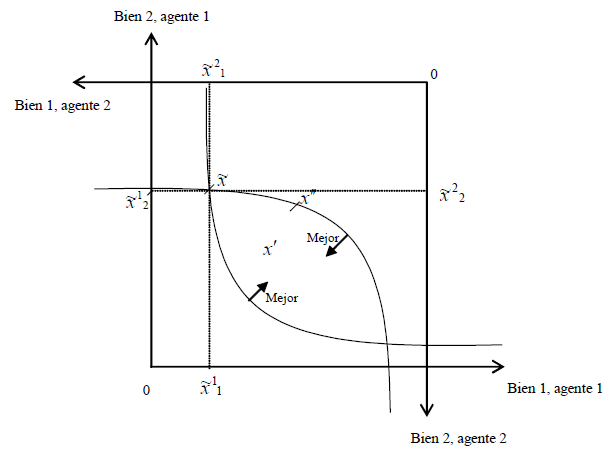 Bien 2, agente 1
x̃²₁
0
Bien 1, agente 2
x̃
x̃¹₂
x″
x̃²₂
Mejor
x′
Mejor
0
x̃¹₁
Bien 1, agente 1
Bien 2, agente 2